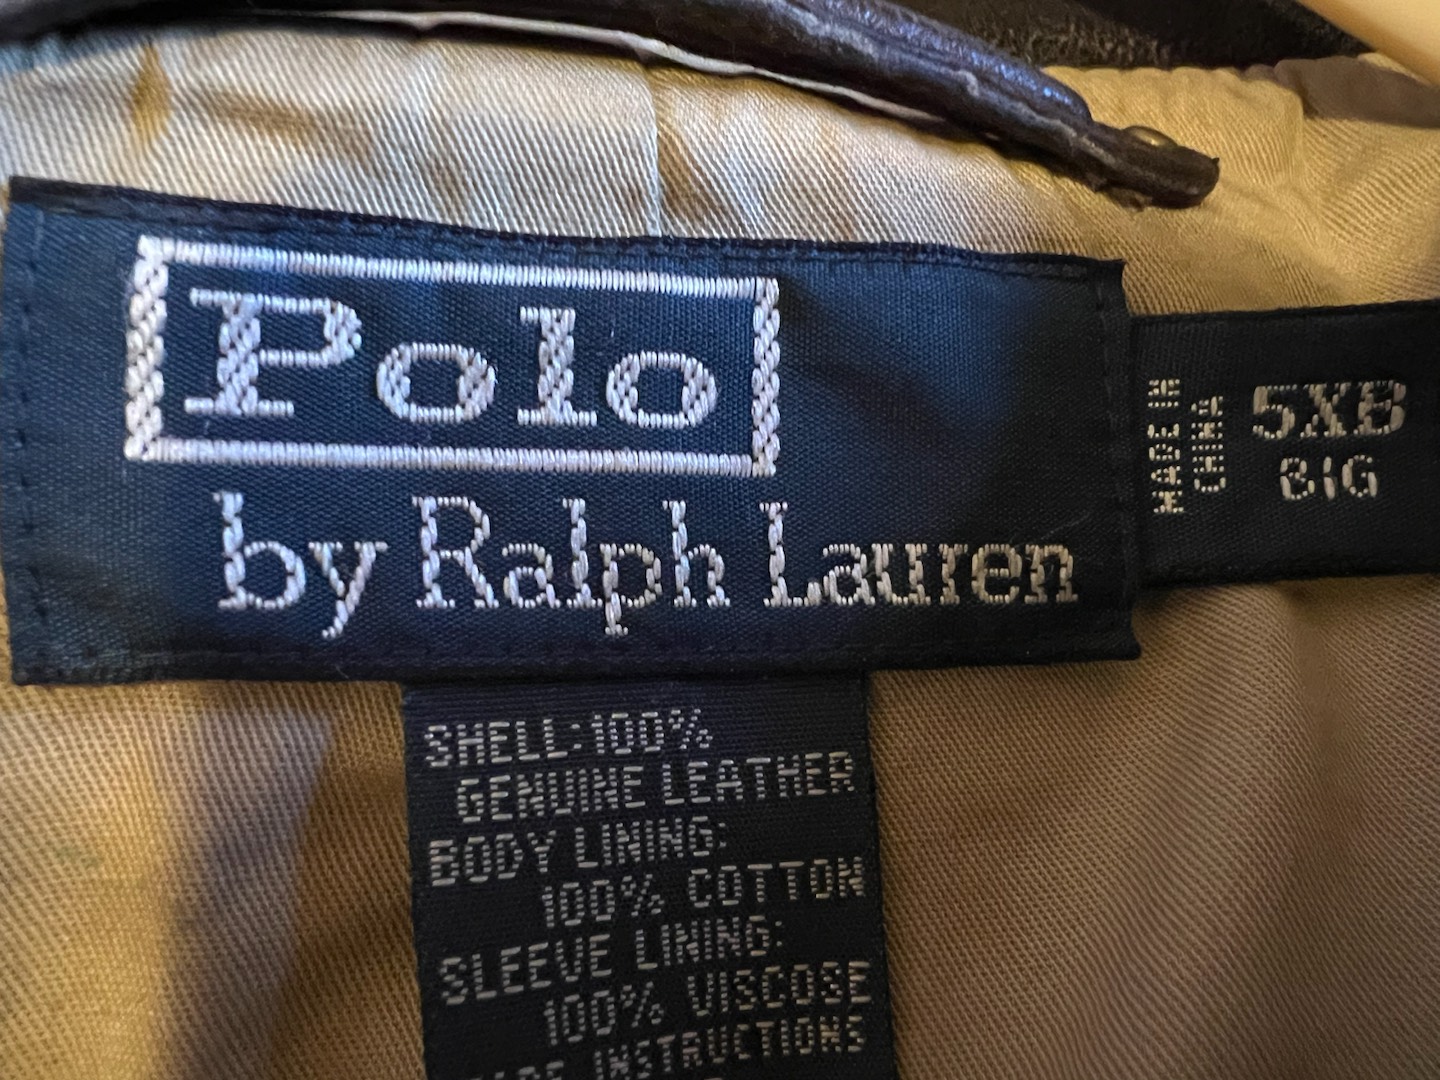 Polo
by Ralph Lauren
MADE IN
CHINA
5XB
BIG
SHELL:100%
GENUINE LEATHER
BODY LINING:
100% COTTON
SLEEVE LINING:
100% VISCOSE
INSTRUCTIONS